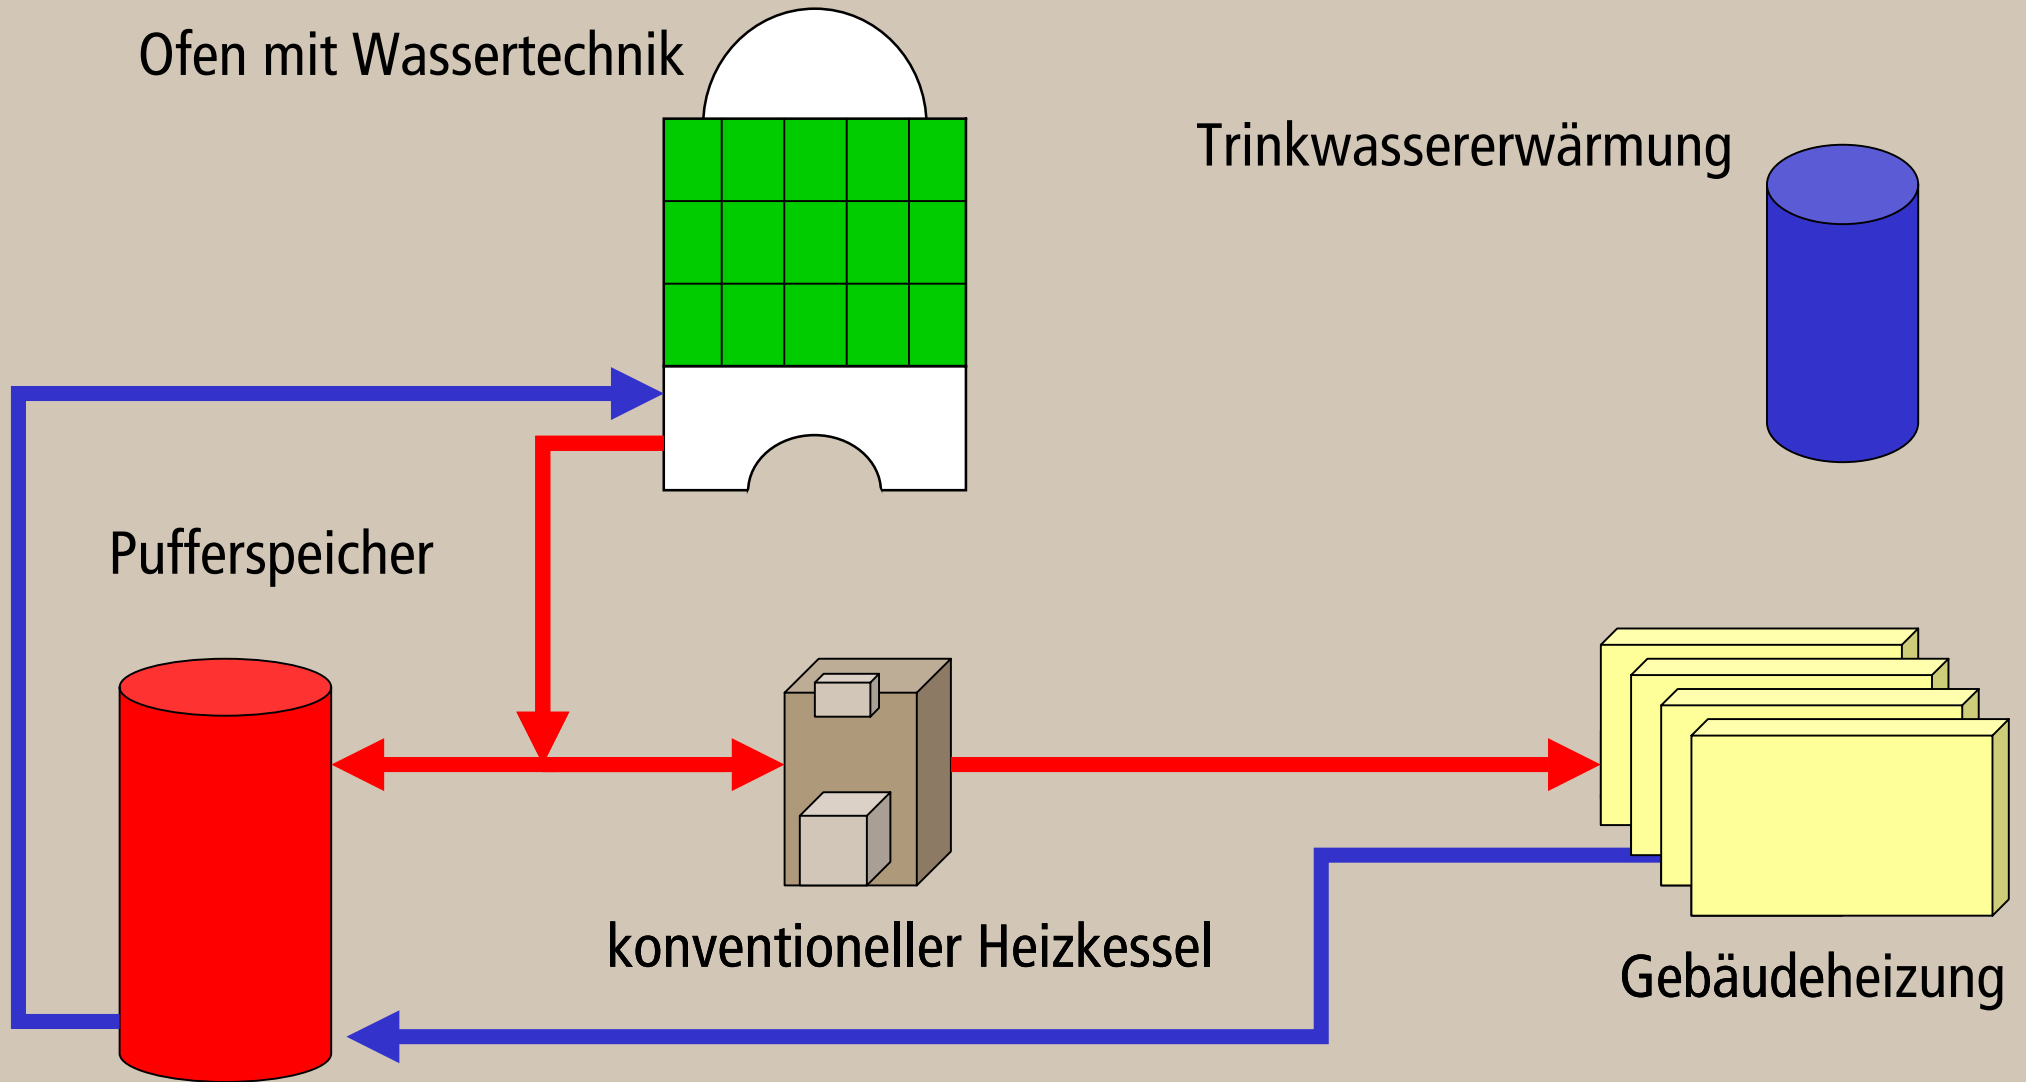 Ofen mit Wassertechnik
Trinkwassererwärmung
Pufferspeicher
konventioneller Heizkessel
Gebäudeheizung